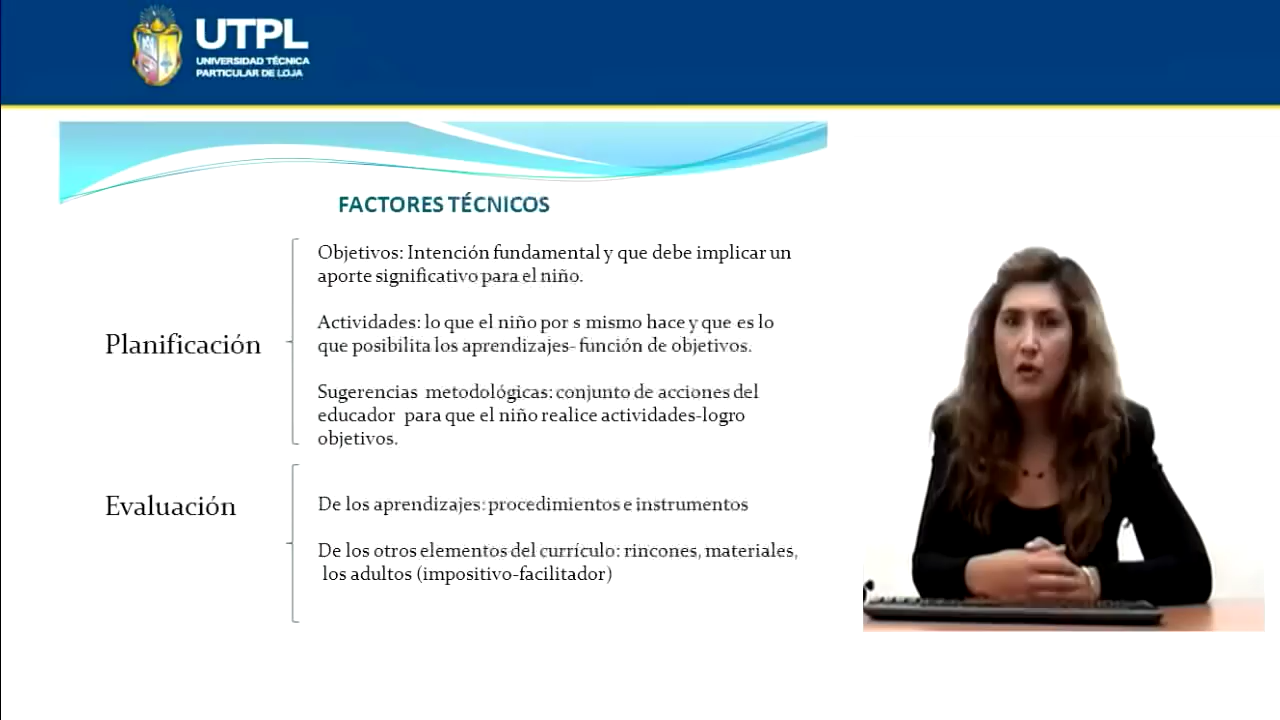 UTPL
UNIVERSIDAD TÉCNICA
PARTICULAR DE LOJA
FACTORES TÉCNICOS
Planificación
Objetivos: Intención fundamental y que debe implicar un
aporte significativo para el niño.
Actividades: lo que el niño por s mismo hace y que es lo
que posibilita los aprendizajes- función de objetivos.
Sugerencias metodológicas: conjunto de acciones del
educador para que el niño realice actividades-logro
objetivos.
Evaluación
De los aprendizajes: procedimientos e instrumentos
De los otros elementos del currículo: rincones, materiales,
los adultos (impositivo-facilitador)